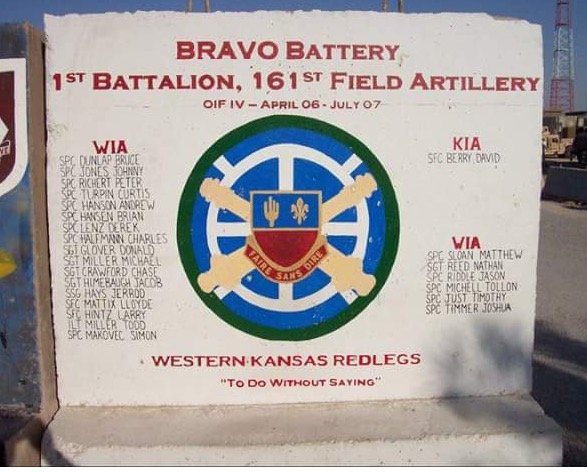 BRAVO BATTERY
1ST BATTALION, 161ST FIELD ARTILLERY
OIF IV – APRIL 06 - JULY 07
WIA
SPC DUNLAP BRUCE
SPC JONES JOHNNY
SPC RICHERT PETER
SPC TURPIN CURTIS
SPC HANSON ANDREW
SPC HANSEN BRIAN
SPC LENZ DEREK
SPC HALFMANN CHARLES
SGT GLOVER DONALD
SGT MILLER MICHAEL
SGT CRAWFORD CHASE
SGT HIMEBAUGH JACOB
SSG HAYS JERROD
SPC MATTIX LLOYDE
SFC HINTZ LARRY
1LT MILLER TODD
SPC MAKOVEC SIMON
FAIRE SANS DIRE
KIA
SFC BERRY DAVID
WIA
SPC SLOAN MATTHEW
SGT REED NATHAN
SPC RIDDLE JASON
SPC MICHELL TOLLON
SPC JUST TIMOTHY
SPC TIMMER JOSHUA
WESTERN KANSAS REDLEGS
"TO DO WITHOUT SAYING"